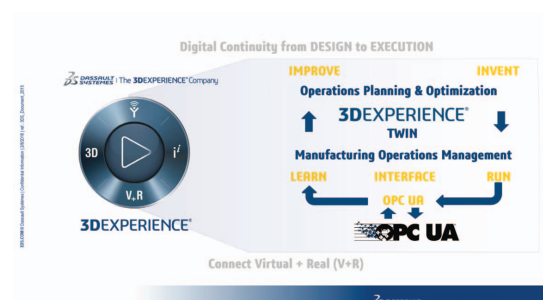 Digital Continuity from DESIGN to EXECUTION
DASSAULT SYSTEMES | The 3DEXPERIENCE® Company
IMPROVE INVENT
Operations Planning & Optimization
3DEXPERIENCE®
TWIN
Manufacturing Operations Management
LEARN INTERFACE RUN
OPC UA
OPC UA
3D
i²
V+R
3DEXPERIENCE®
Connect Virtual + Real (V+R)